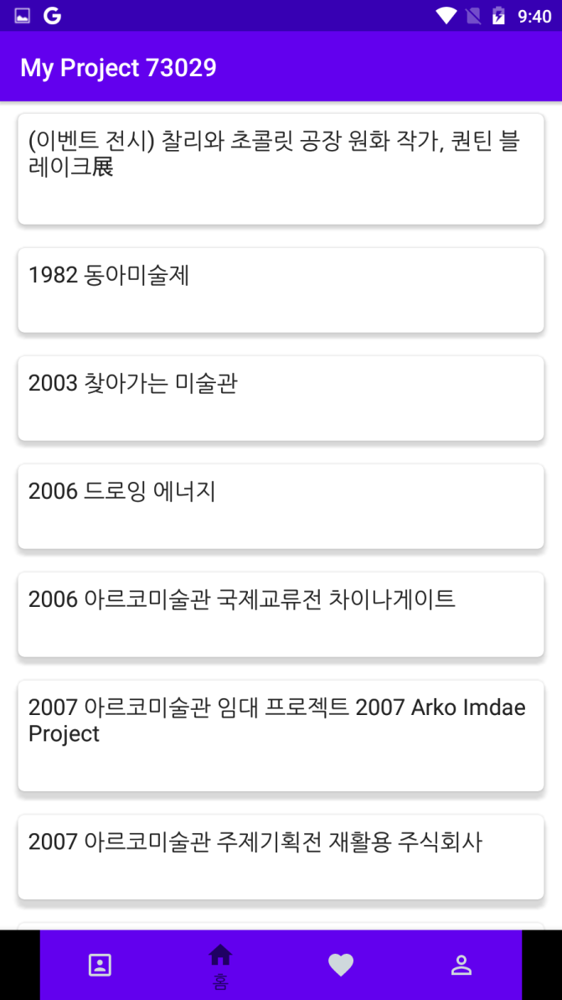 9:40
My Project 73029
(이벤트 전시) 찰리와 초콜릿 공장 원화 작가, 퀀틴 블
레이크展
1982 동아미술제
2003 찾아가는 미술관
2006 드로잉 에너지
2006 아르코미술관 국제교류전 차이나게이트
2007 아르코미술관 임대 프로젝트 2007 Arko Imdae
Project
2007 아르코미술관 주제기획전 재활용 주식회사
홈